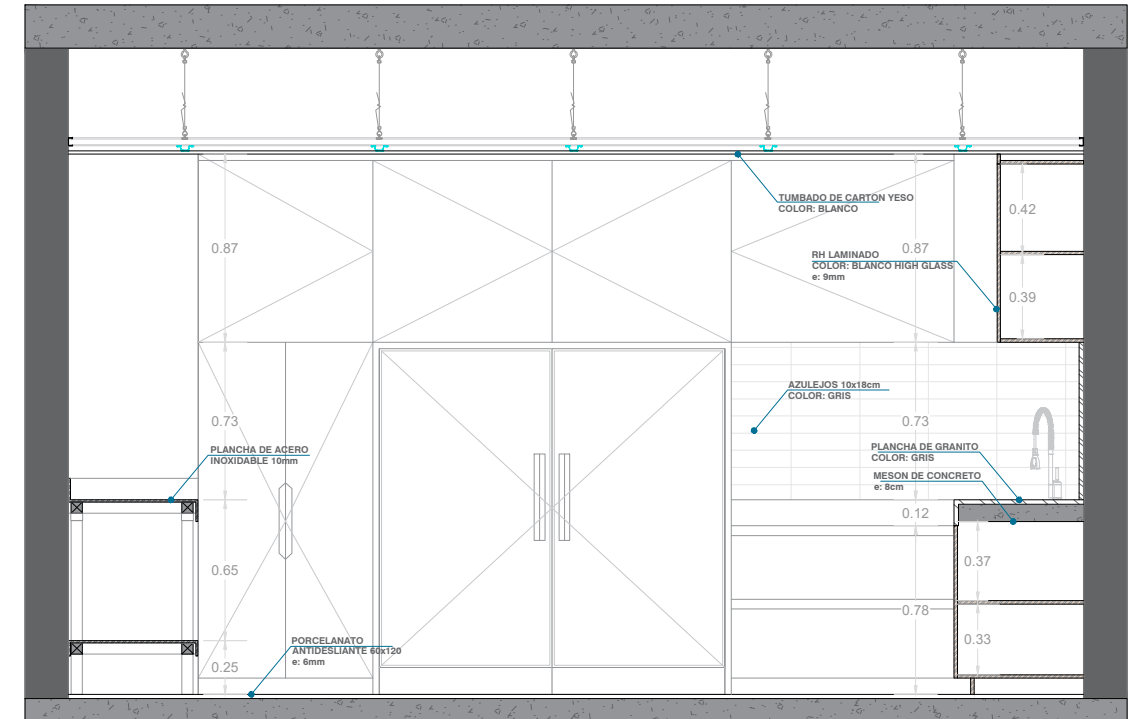 TUMBADO DE CARTON YESO
COLOR: BLANCO
0.42
0.87
0.87
RH LAMINADO
COLOR: BLANCO HIGH GLASS
e: 9mm
0.39
AZULEJOS 10x18cm
COLOR: GRIS
0.73
0.73
PLANCHA DE ACERO
INOXIDABLE 10mm
PLANCHA DE GRANITO
COLOR: GRIS
MESON DE CONCRETO
e: 8cm
0.12
0.65
0.37
0.78
0.33
PORCELANATO
ANTIDESLIANTE 60x120
e: 6mm
0.25